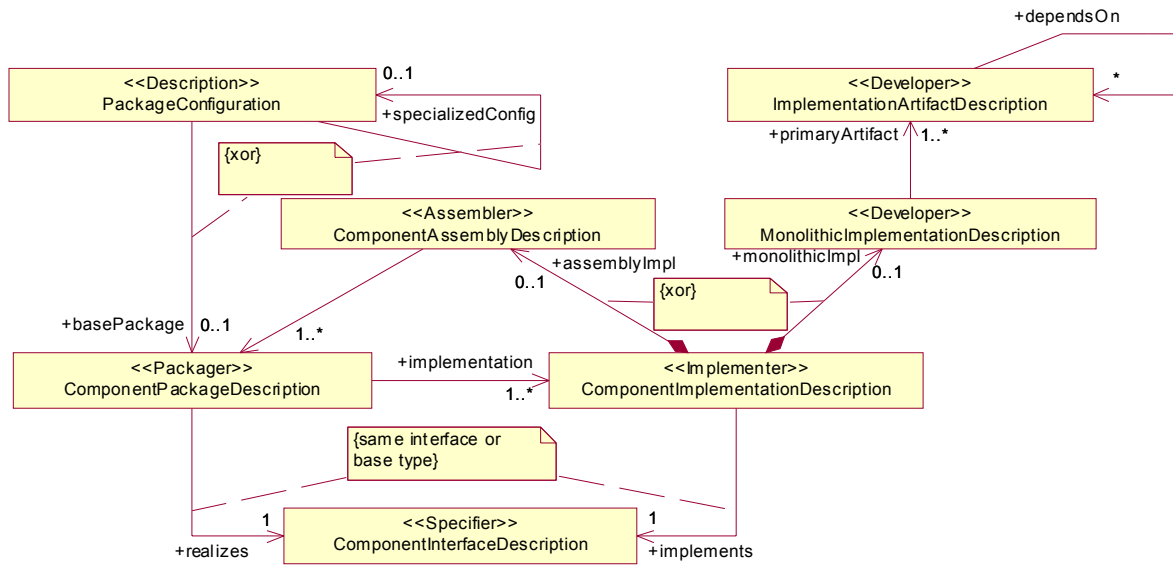 +dependsOn
<<Description>>
PackageConfiguration
0..1
+specializedConfig
<<Developer>>
ImplementationArtifactDescription
*
+primaryArtifact
1..*
{xor}
<<Assembler>>
ComponentAssemblyDescription
<<Developer>>
MonolithicImplementationDescription
+assemblyImpl
0..1
+monolithicImpl
0..1
{xor}
+basePackage
0..1
1..*
<<Packager>>
ComponentPackageDescription
+implementation
1..*
<<Implementer>>
ComponentImplementationDescription
{same interface or
base type}
1
+realizes
<<Specifier>>
ComponentInterfaceDescription
1
+implements